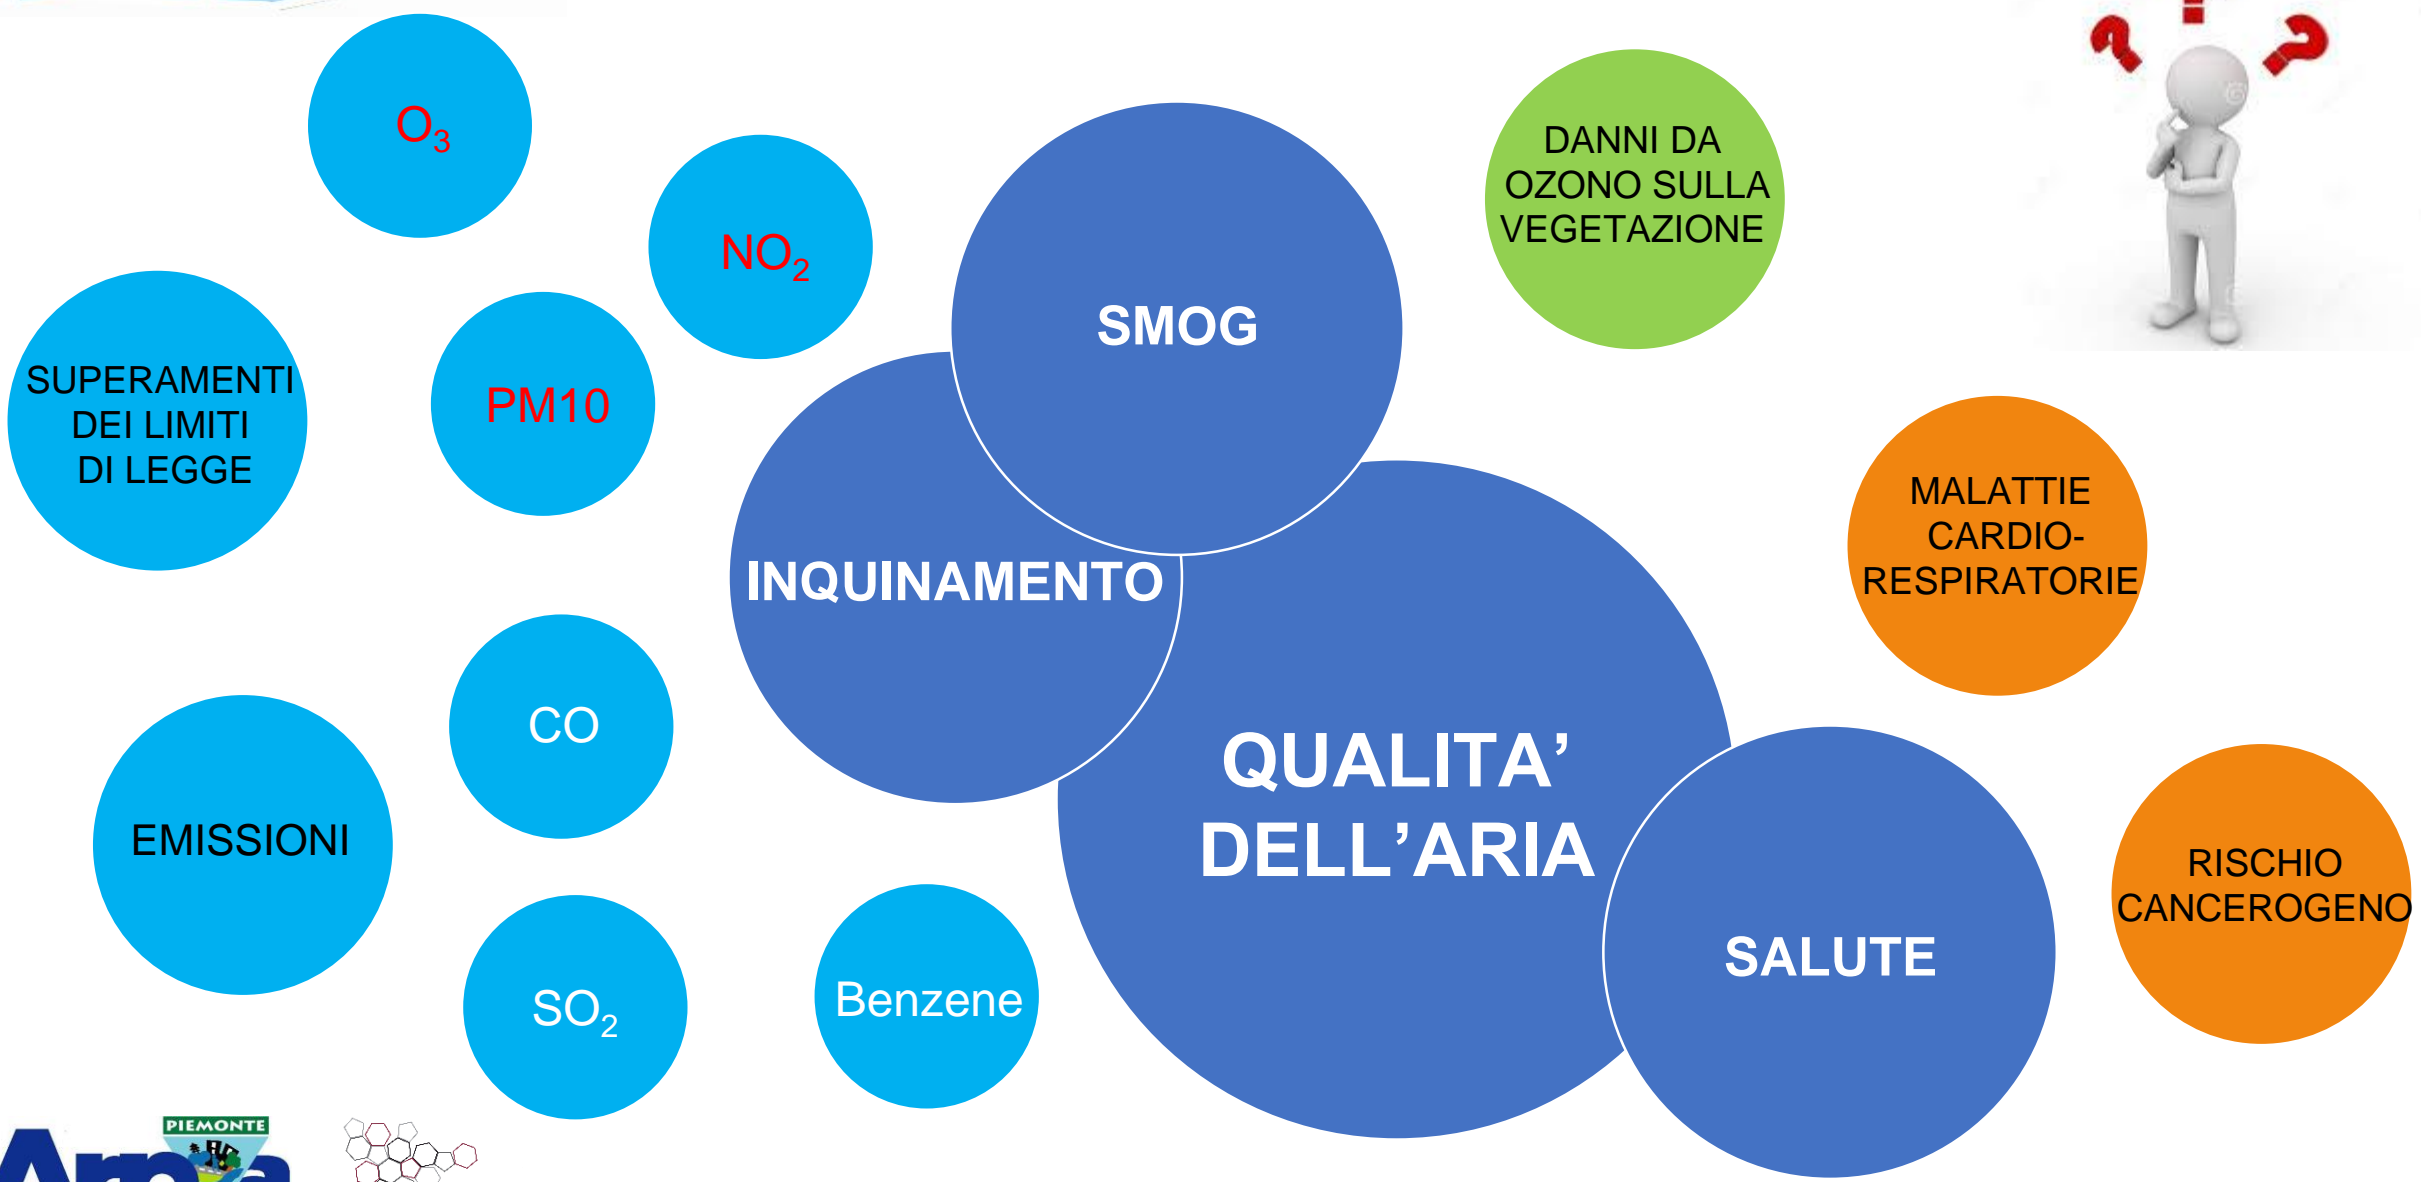 O₃
NO₂
PM10
SUPERAMENTI
DEI LIMITI
DI LEGGE
SMOG
DANNI DA
OZONO SULLA
VEGETAZIONE
INQUINAMENTO
MALATTIE
CARDIO-
RESPIRATORIE
CO
EMISSIONI
QUALITA’
DELL’ARIA
SO₂
Benzene
SALUTE
RISCHIO
CANCEROGENO
PIEMONTE
Arpa